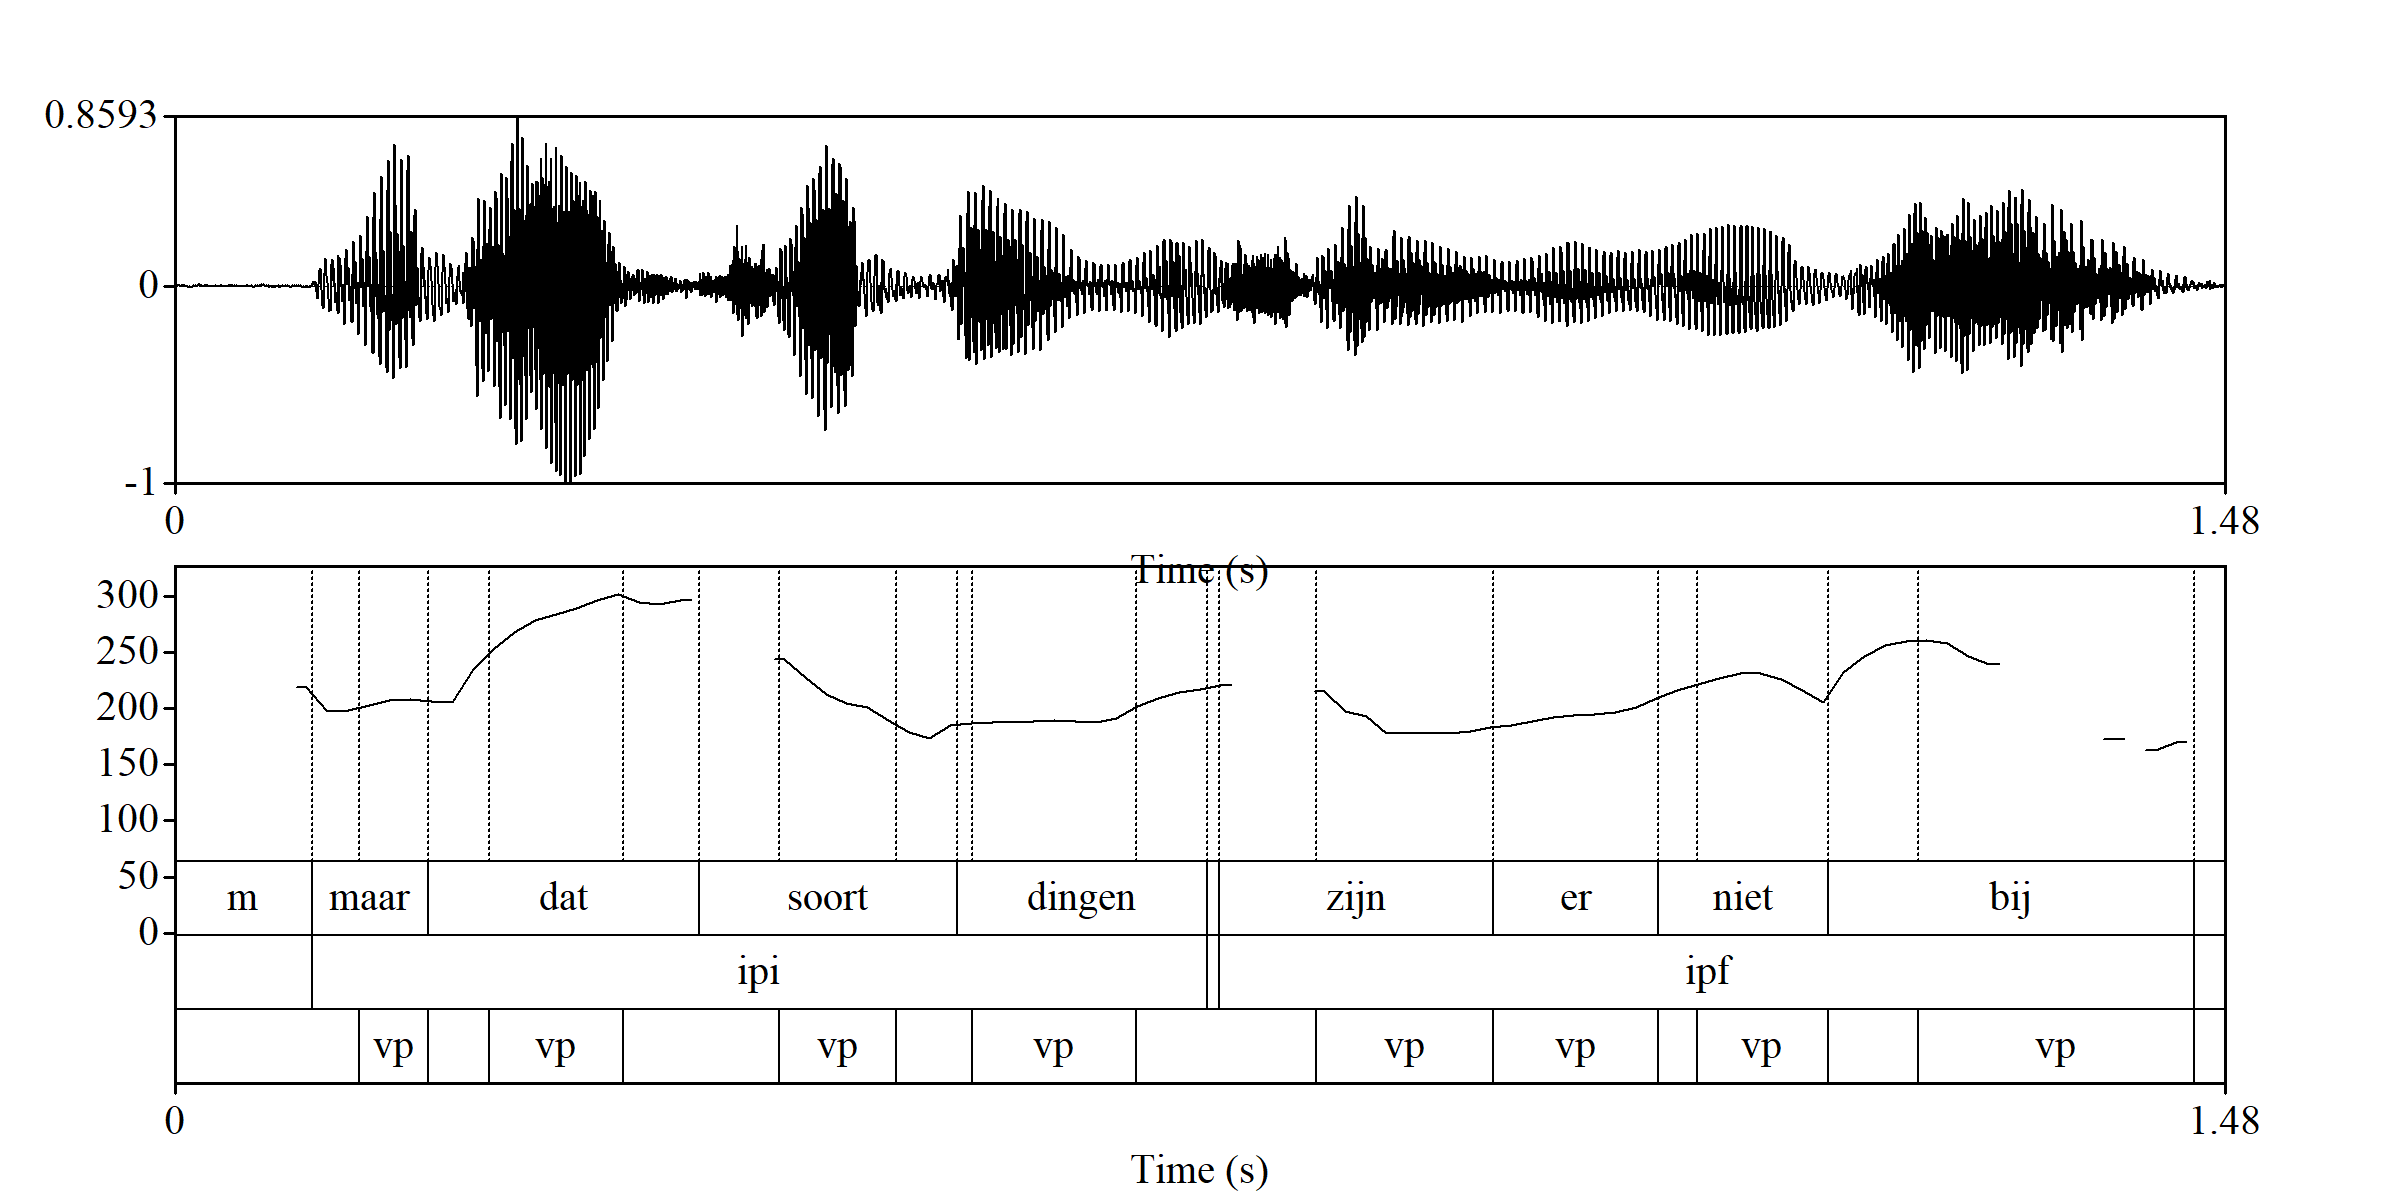 0.8593
0
-1
0 1.48
Time (s)
300
250
200
150
100
50
0
m maar dat soort dingen zijn er niet bij
ipi ipf
vp vp vp vp vp vp vp vp
0 1.48
Time (s)